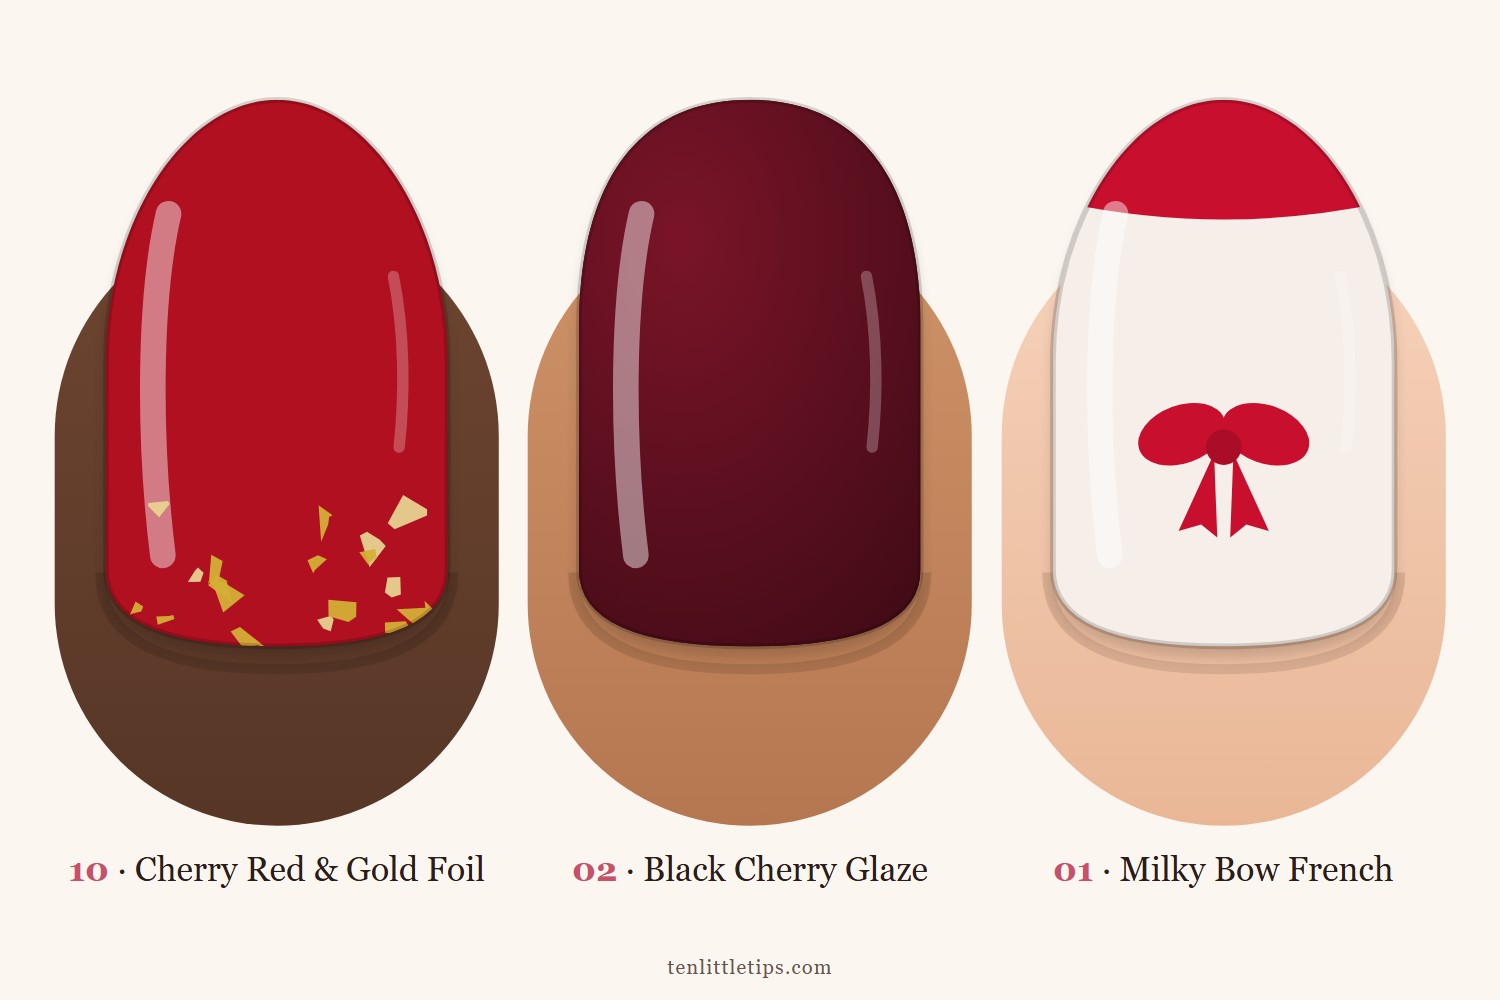 10 · Cherry Red & Gold Foil
02 · Black Cherry Glaze
01 · Milky Bow French
tenlittletips.com